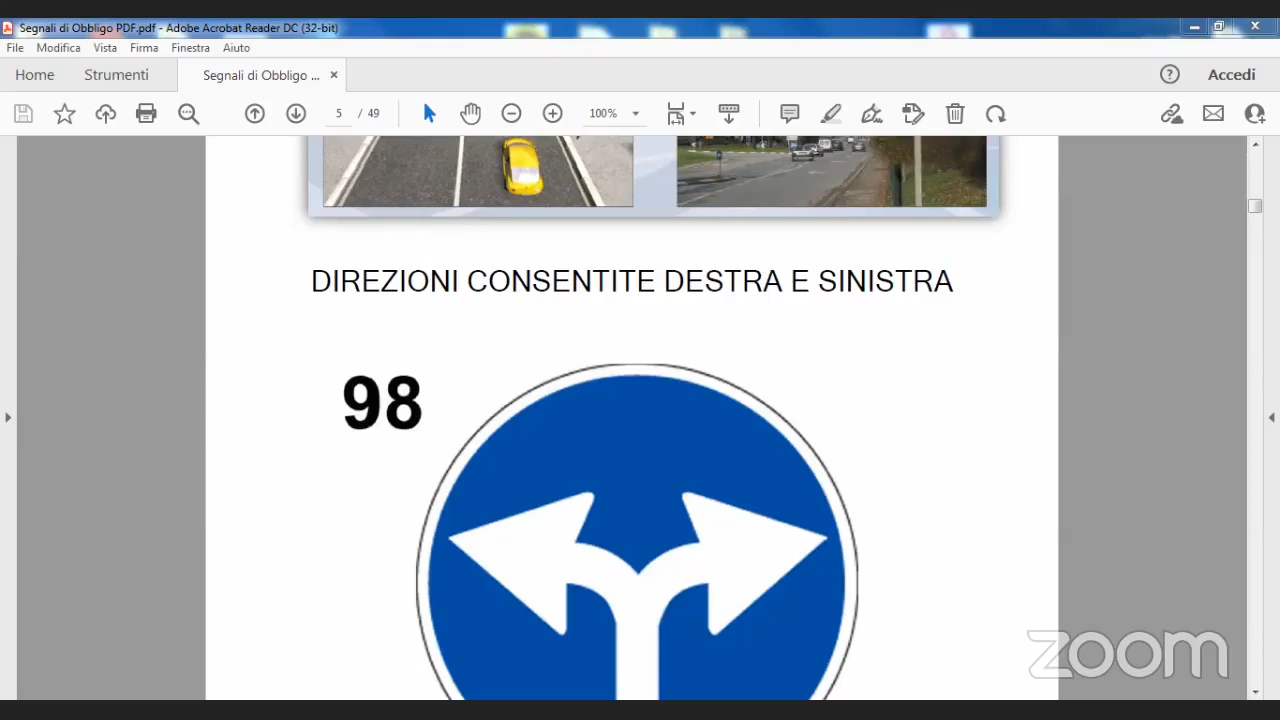 Segnali di Obbligo PDF.pdf - Adobe Acrobat Reader DC (32-bit)
File Modifica Vista Firma Finestra Aiuto
Home Strumenti Segnali di Obbligo ... × Accedi
5 / 49 100%
DIREZIONI CONSENTITE DESTRA E SINISTRA
98
zoom